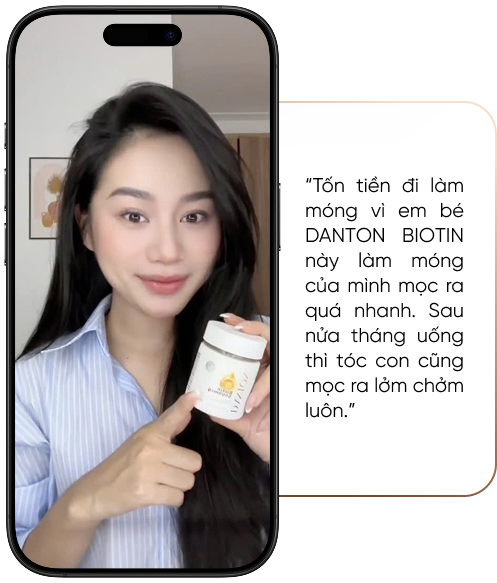 “Tốn tiền đi làm
móng vì em bé
DANTON BIOTIN
này làm móng
của mình mọc ra
quá nhanh. Sau
nửa tháng uống
thì tóc con cũng
mọc ra lởm chởm
luôn.”